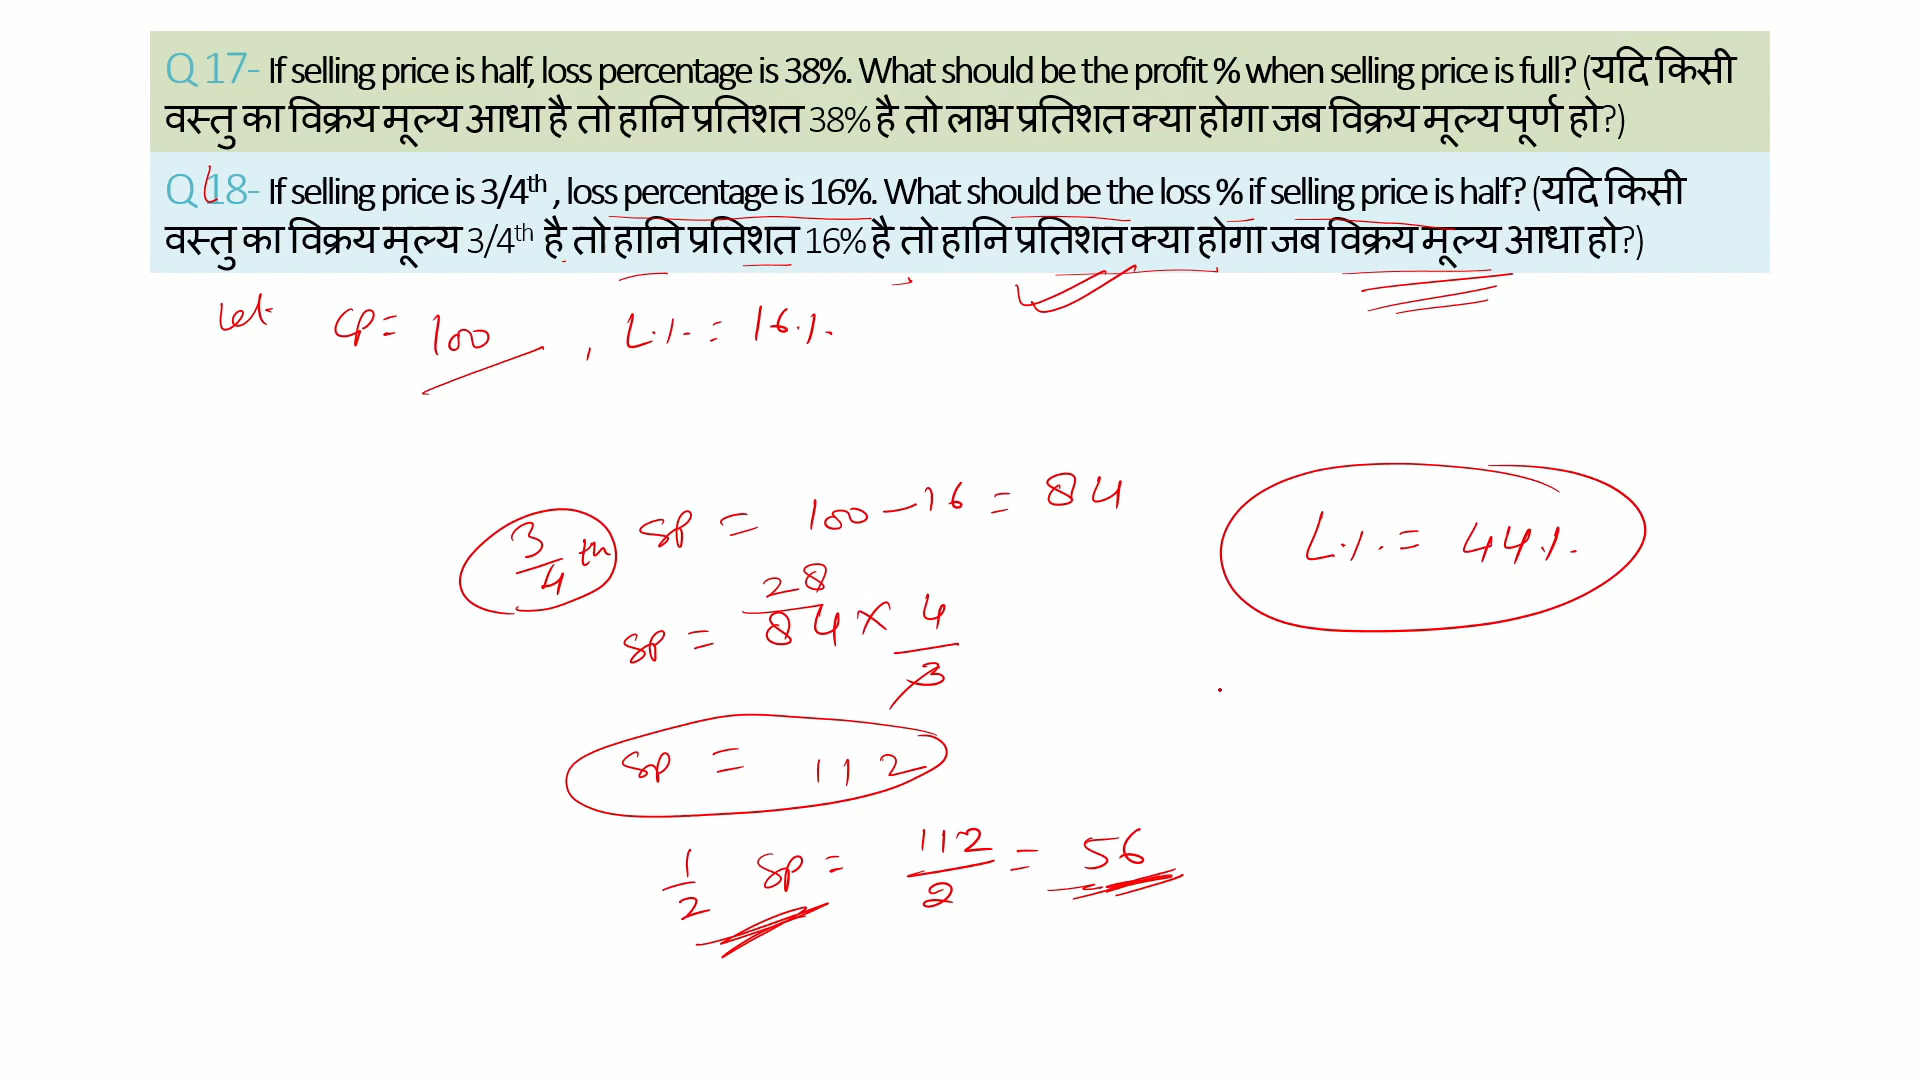 Q 17- If selling price is half, loss percentage is 38%. What should be the profit % when selling price is full? (यदि किसी
वस्तु का विक्रय मूल्य आधा है तो हानि प्रतिशत 38% है तो लाभ प्रतिशत क्या होगा जब विक्रय मूल्य पूर्ण हो?)
Q 18- If selling price is 3/4th , loss percentage is 16%. What should be the loss % if selling price is half? (यदि किसी
वस्तु का विक्रय मूल्य 3/4th है तो हानि प्रतिशत 16% है तो हानि प्रतिशत क्या होगा जब विक्रय मूल्य आधा हो?)
Let CP = 100 , L.%. = 16%.
3/4 th SP = 100 - 16 = 84
L.%. = 44%.
28
SP = 84 × 4/3
SP = 112
1/2 SP = 112/2 = 56